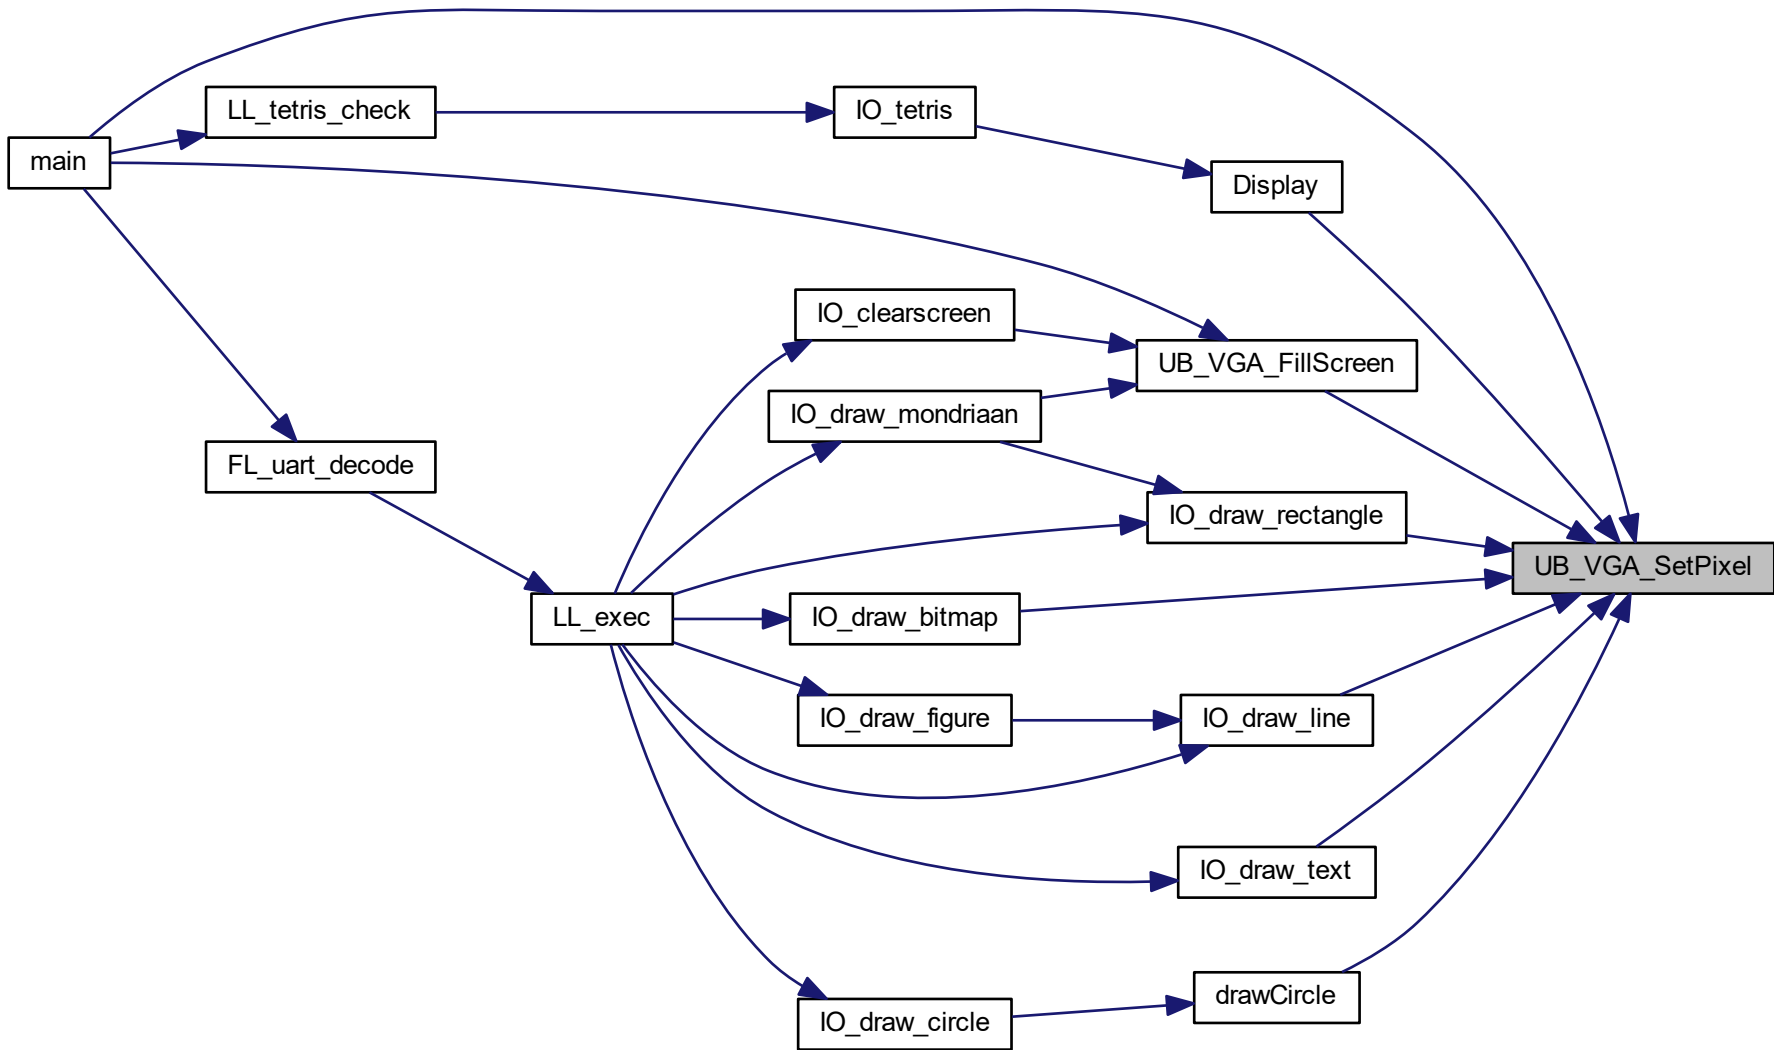 LL_tetris_check
IO_tetris
main
Display
IO_clearscreen
UB_VGA_FillScreen
IO_draw_mondriaan
FL_uart_decode
IO_draw_rectangle
UB_VGA_SetPixel
LL_exec
IO_draw_bitmap
IO_draw_figure
IO_draw_line
IO_draw_text
drawCircle
IO_draw_circle